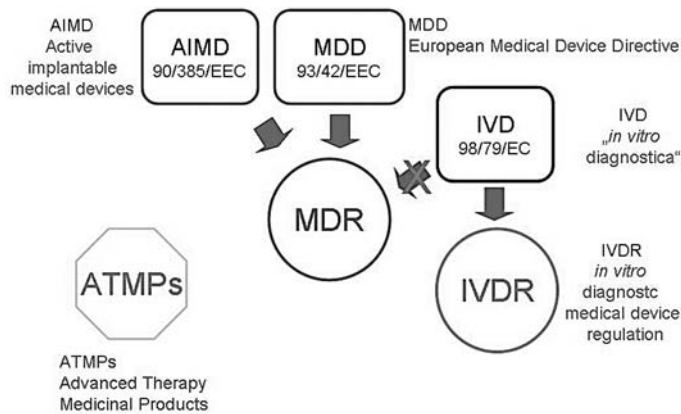 AIMD
Active
implantable
medical devices
AIMD
90/385/EEC
MDD
93/42/EEC
MDD
European Medical Device Directive
IVD
98/79/EC
IVD
„in vitro
diagnostica“
MDR
IVDR
IVDR
in vitro
diagnostc
medical device
regulation
ATMPs
ATMPs
Advanced Therapy
Medicinal Products